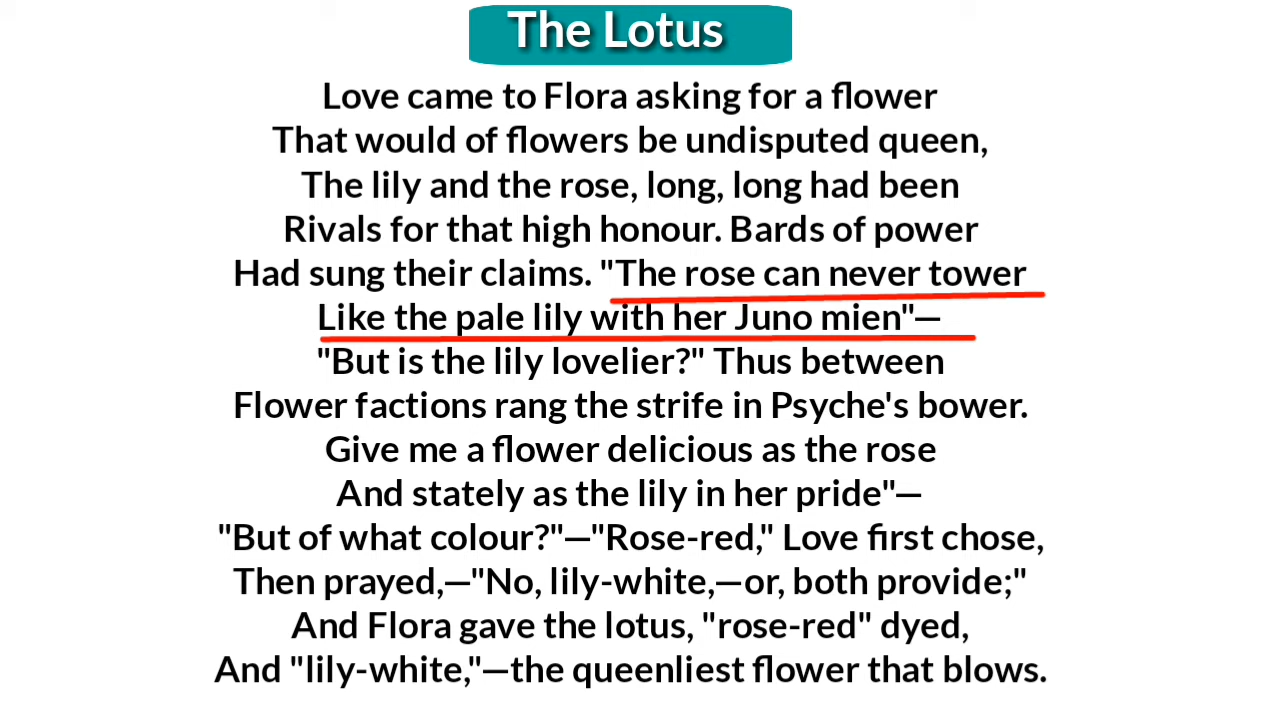 The Lotus
Love came to Flora asking for a flower
That would of flowers be undisputed queen,
The lily and the rose, long, long had been
Rivals for that high honour. Bards of power
Had sung their claims. "The rose can never tower
Like the pale lily with her Juno mien"—
"But is the lily lovelier?" Thus between
Flower factions rang the strife in Psyche's bower.
Give me a flower delicious as the rose
And stately as the lily in her pride"—
"But of what colour?"—"Rose-red," Love first chose,
Then prayed,—"No, lily-white,—or, both provide;"
And Flora gave the lotus, "rose-red" dyed,
And "lily-white,"—the queenliest flower that blows.